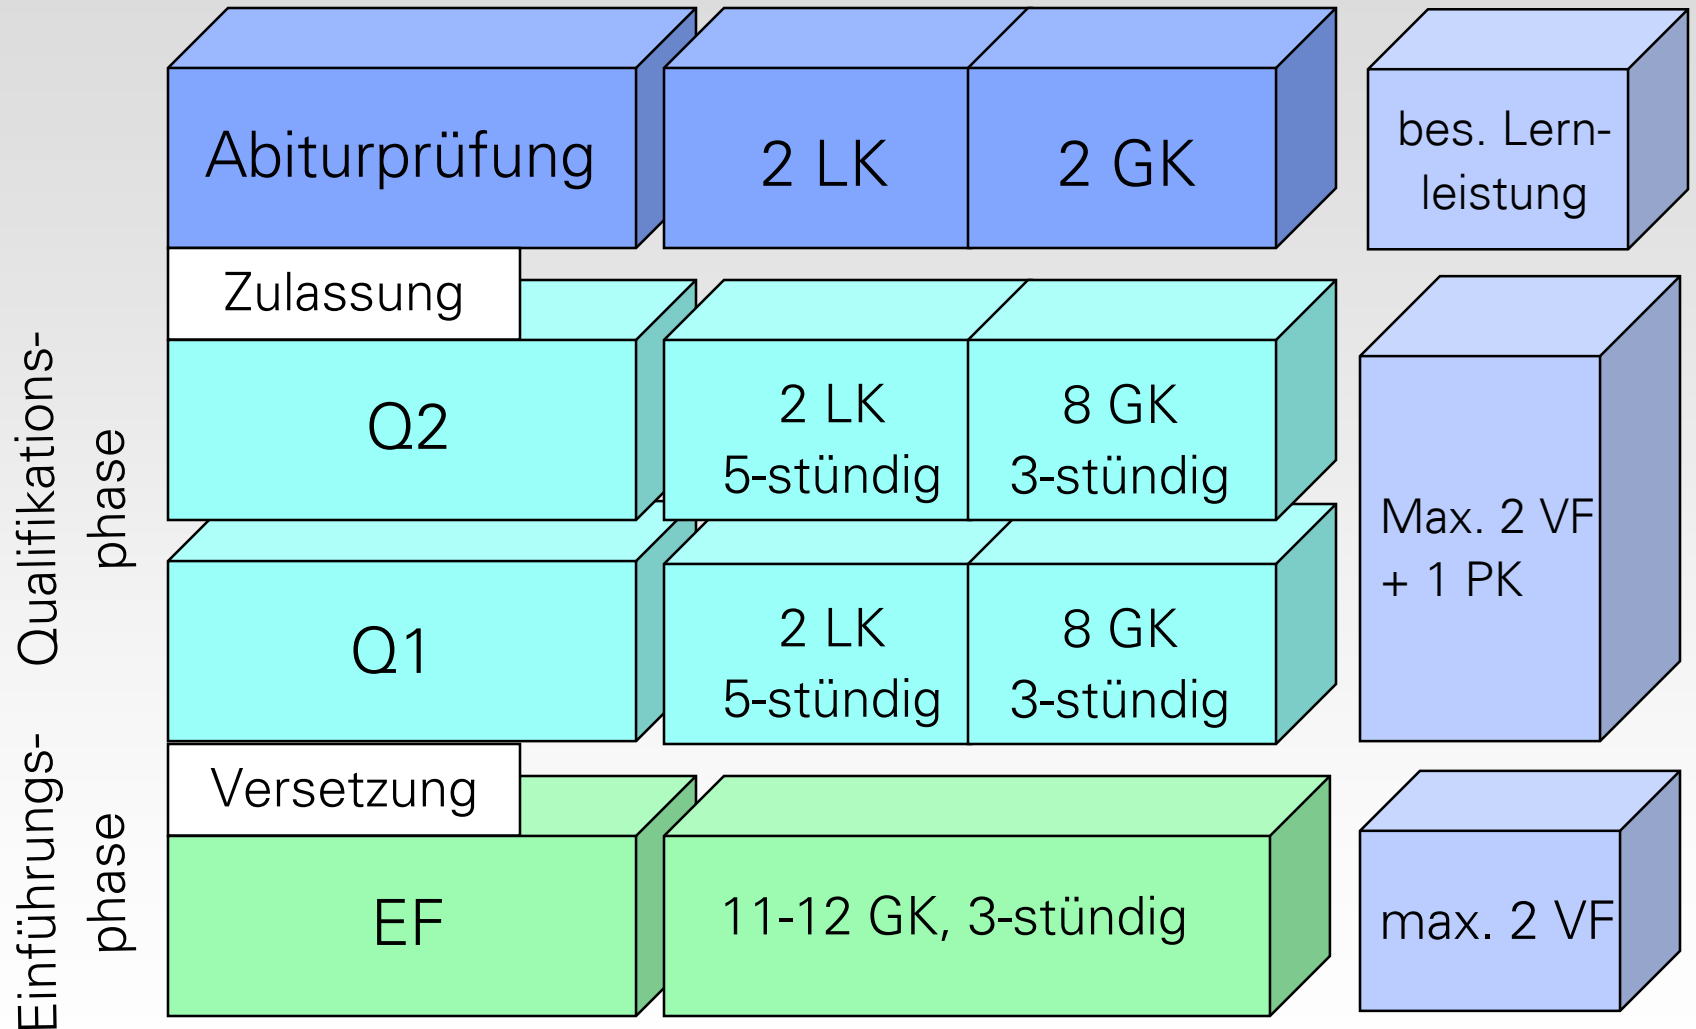 Abiturprüfung
2 LK
2 GK
bes. Lern-
leistung
Zulassung
Qualifikations-
phase
Q2
2 LK
5-stündig
8 GK
3-stündig
Max. 2 VF
+ 1 PK
Q1
2 LK
5-stündig
8 GK
3-stündig
Versetzung
Einführungs-
phase
EF
11-12 GK, 3-stündig
max. 2 VF